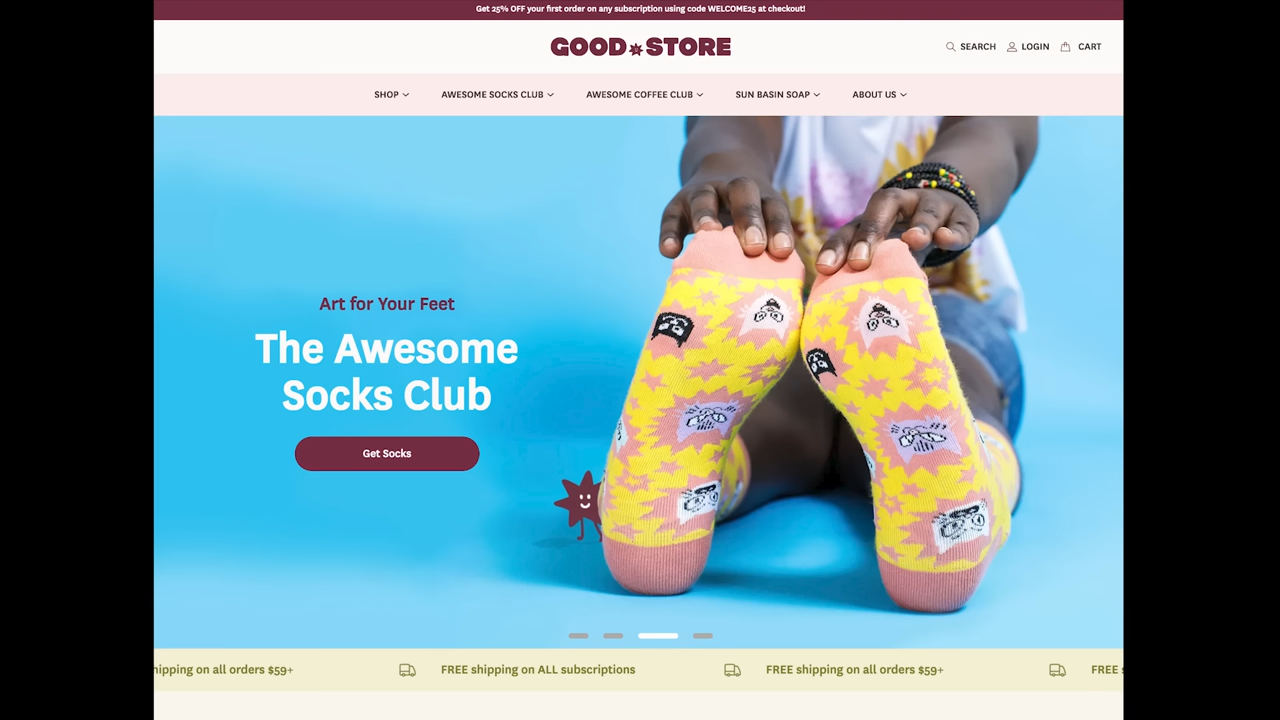 Get 25% OFF your first order on any subscription using code WELCOME25 at checkout!
GOOD STORE
SEARCH LOGIN CART
SHOP AWESOME SOCKS CLUB AWESOME COFFEE CLUB SUN BASIN SOAP ABOUT US
Art for Your Feet
The Awesome
Socks Club
Get Socks
hipping on all orders $59+ FREE shipping on ALL subscriptions FREE shipping on all orders $59+ FREE